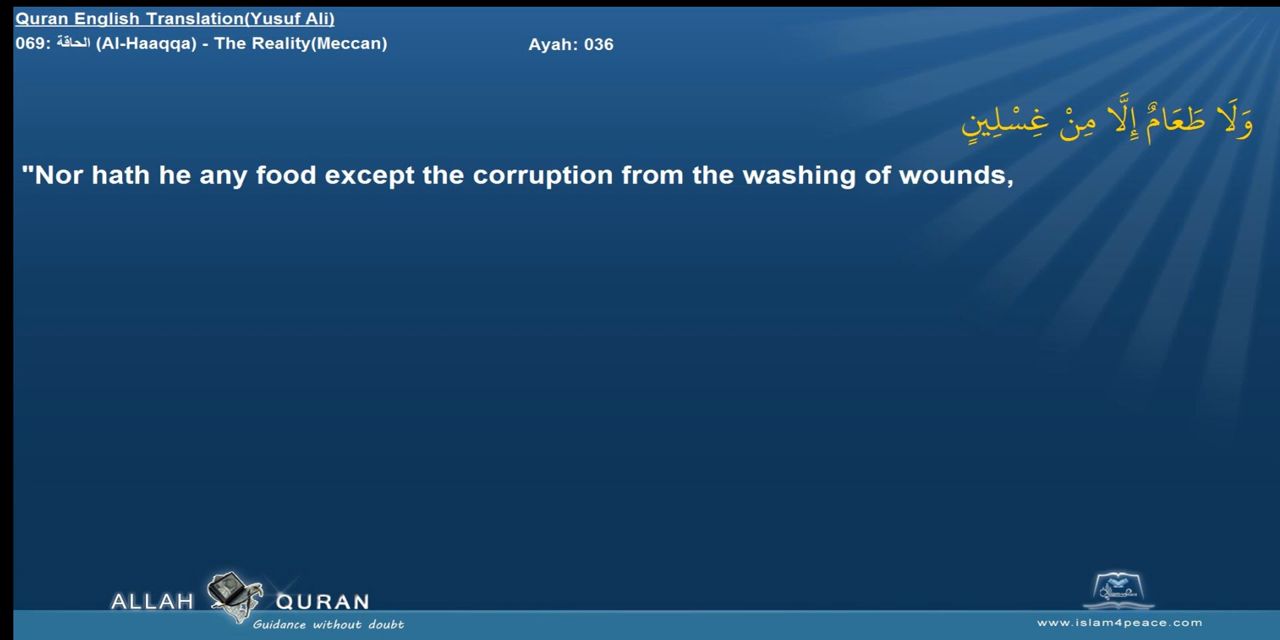 Quran English Translation(Yusuf Ali)
069: الحاقة (Al-Haaqqa) - The Reality(Meccan) Ayah: 036
وَلَا طَعَامٌ إِلَّا مِنْ غِسْلِينٍ
"Nor hath he any food except the corruption from the washing of wounds,
ALLAH QURAN
Guidance without doubt
www.islam4peace.com